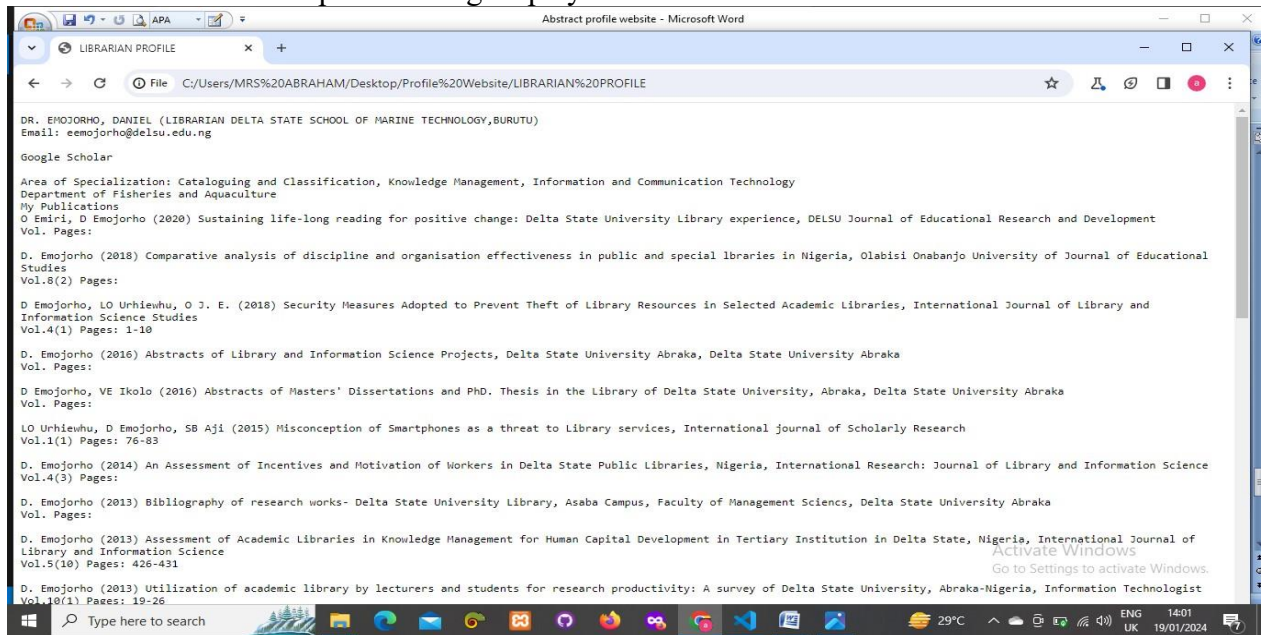 APA
Abstract profile website - Microsoft Word
LIBRARIAN PROFILE
File C:/Users/MRS%20ABRAHAM/Desktop/Profile%20Website/LIBRARIAN%20PROFILE
a
DR. EMOJORHO, DANIEL (LIBRARIAN DELTA STATE SCHOOL OF MARINE TECHNOLOGY,BURUTU)
Email: eemojorho@delsu.edu.ng
Google Scholar
Area of Specialization: Cataloguing and Classification, Knowledge Management, Information and Communication Technology
Department of Fisheries and Aquaculture
My Publications
O Emiri, D Emojorho (2020) Sustaining life-long reading for positive change: Delta State University Library experience, DELSU Journal of Educational Research and Development
Vol. Pages:
D. Emojorho (2018) Comparative analysis of discipline and organisation effectiveness in public and special lbraries in Nigeria, Olabisi Onabanjo University of Journal of Educational
Studies
Vol.8(2) Pages:
D Emojorho, LO Urhiewhu, O J. E. (2018) Security Measures Adopted to Prevent Theft of Library Resources in Selected Academic Libraries, International Journal of Library and
Information Science Studies
Vol.4(1) Pages: 1-10
D. Emojorho (2016) Abstracts of Library and Information Science Projects, Delta State University Abraka, Delta State University Abraka
Vol. Pages:
D Emojorho, VE Ikolo (2016) Abstracts of Masters' Dissertations and PhD. Thesis in the Library of Delta State University, Abraka, Delta State University Abraka
Vol. Pages:
LO Urhiewhu, D Emojorho, SB Aji (2015) Misconception of Smartphones as a threat to Library services, International journal of Scholarly Research
Vol.1(1) Pages: 76-83
D. Emojorho (2014) An Assessment of Incentives and Motivation of Workers in Delta State Public Libraries, Nigeria, International Research: Journal of Library and Information Science
Vol.4(3) Pages:
D. Emojorho (2013) Bibliography of research works- Delta State University Library, Asaba Campus, Faculty of Management Sciencs, Delta State University Abraka
Vol. Pages:
D. Emojorho (2013) Assessment of Academic Libraries in Knowledge Management for Human Capital Development in Tertiary Institution in Delta State, Nigeria, International Journal of
Library and Information Science
Vol.5(10) Pages: 426-431
Activate Windows
Go to Settings to activate Windows.
D. Emojorho (2013) Utilization of academic library by lecturers and students for research productivity: A survey of Delta State University, Abraka-Nigeria, Information Technologist
Vol.10(1) Pages: 19-26
Type here to search
29°C
ENG
UK
14:01
19/01/2024
7